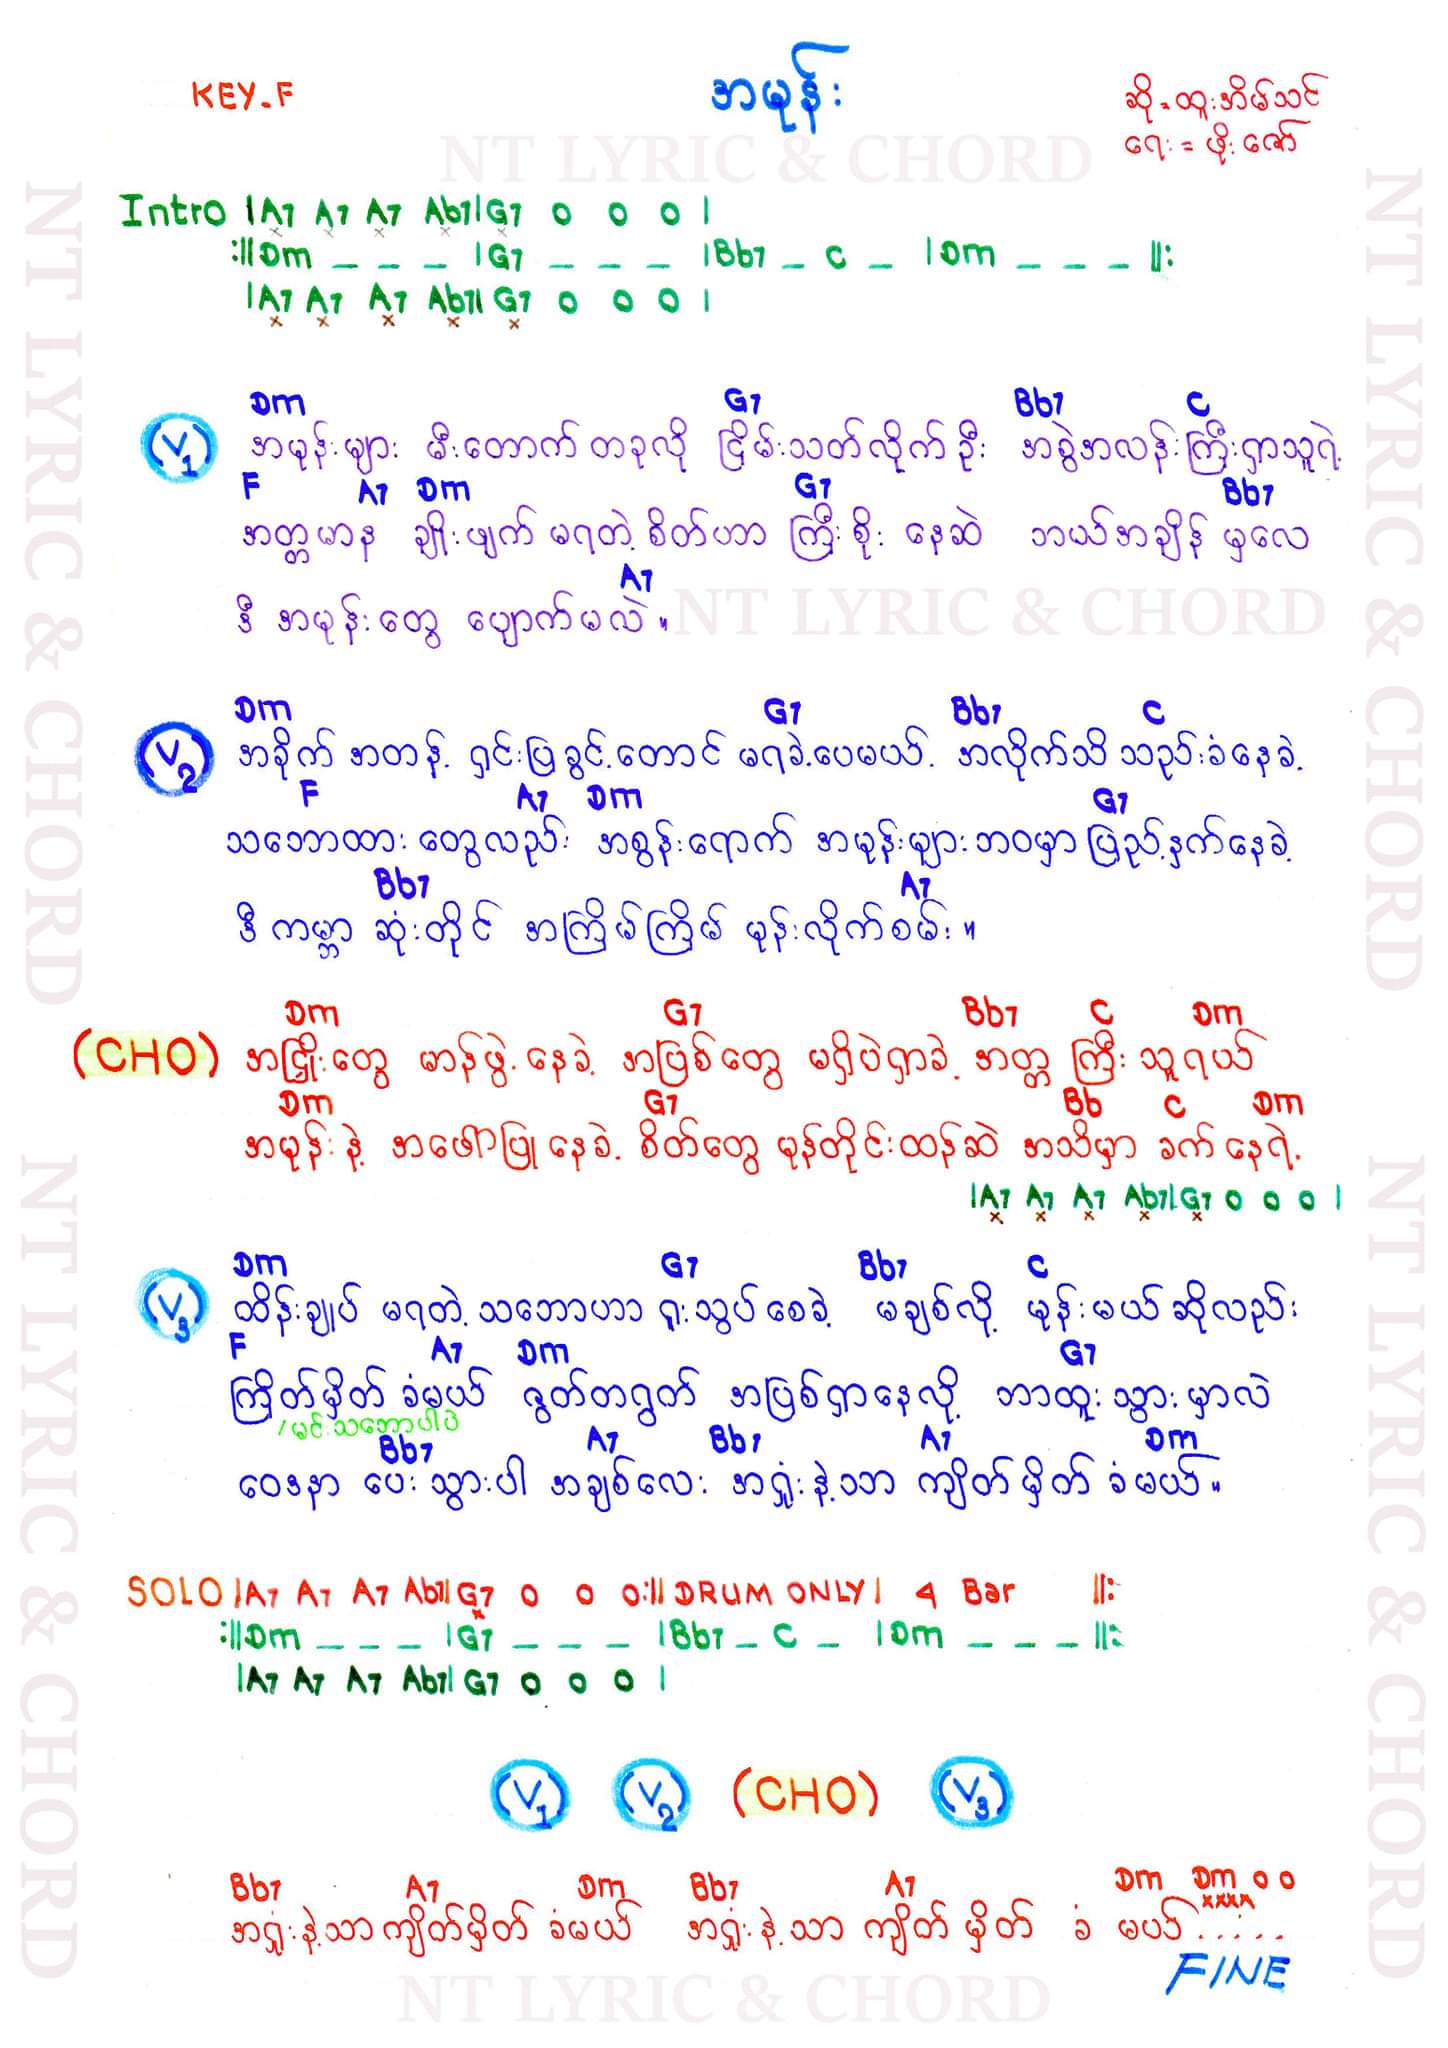 KEY-F
အမုန်း
ဆို = ထူးအိမ်သင်
ရေး = ဖိုးဇော်
NT LYRIC & CHORD
Intro |A7 A7 A7 Ab7|G7 0 0 0 |
:||Dm _ _ _ |G7 _ _ _ |Bb7 _ C _ |Dm _ _ _ ||:
|A7 A7 A7 Ab7| G7 0 0 0 |
Dm G7 Bb7 C
(V1) အမုန်းများ မီးတောက်တခုလို ငြိမ်းသတ်လိုက်ဦး အစွဲအလန်းကြီးရှာသူရဲ့
F A7 Dm G7 Bb7
အတ္တမာန ချိုးဖျက်မရတဲ့ စိတ်ဟာ ကြီးစိုး နေဆဲ ဘယ်အချိန် မှလေ
A7
ဒီ အမုန်းတွေ ပျောက်မလဲ။
NT LYRIC & CHORD
Dm G7 Bb7 C
(V2) အခိုက် အတန့် ရှင်းပြခွင့်တောင် မရခဲ့ပေမယ့် အလိုက်သိ သည်းခံနေခဲ့
F A7 Dm G7
သဘောထား တွေလည်း အစွန်းရောက် အမုန်းများဘဝမှာ ပြည့်နှက်နေခဲ့
Bb7 A7
ဒီ ကမ္ဘာ ဆုံးတိုင် အကြိမ်ကြိမ် မုန်းလိုက်စမ်း။
Dm G7 Bb7 C Dm
(CHO) အငြှိုးတွေ မာန်ဖွဲ့နေခဲ့ အပြစ်တွေ မရှိပဲရှာခဲ့ အတ္တ ကြီး သူရယ်
Dm G7 Bb C Dm
အမုန်းနဲ့ အဖေါ်ပြုနေခဲ့ စိတ်တွေ မုန်တိုင်းထန်ဆဲ အသိမှာ ခက်နေရဲ့
|A7 A7 A7 Ab7|G7 0 0 0 |
Dm G7 Bb7 C
(V3) ထိန်းချုပ် မရတဲ့ သဘောဟာ ရူးသွပ်စေခဲ့ မချစ်လို့ မုန်းမယ်ဆိုလည်း
F A7 Dm G7
ကြိတ်မှိတ် ခံမယ် ဇွတ်တရွတ် အပြစ်ရှာနေလို့ ဘာထူးသွားမှာလဲ
/မင်းသဘောပါပဲ
Bb7 A7 Bb7 A7 Dm
ဝေဒနာ ပေးသွားပါ အချစ်လေး အရှုံးနဲ့သာ ကျိတ်မှိတ် ခံမယ်။
SOLO |A7 A7 A7 Ab7||G7 0 0 0:|| DRUM ONLY| 4 Bar ||:
:||Dm _ _ _ |G7 _ _ _ |Bb7 _ C _ |Dm _ _ _ ||:
|A7 A7 A7 Ab7| G7 0 0 0 |
(V1) (V2) (CHO) (V3)
Bb7 A7 Dm Bb7 A7 Dm Dm 0 0
အရှုံးနဲ့သာကျိတ်မှိတ် ခံမယ် အရှုံးနဲ့သာ ကျိတ် မှိတ် ခံ မယ်......
FINE
NT LYRIC & CHORD
NT LYRIC & CHORD
NT LYRIC & CHORD
NT LYRIC & CHORD
NT LYRIC & CHORD